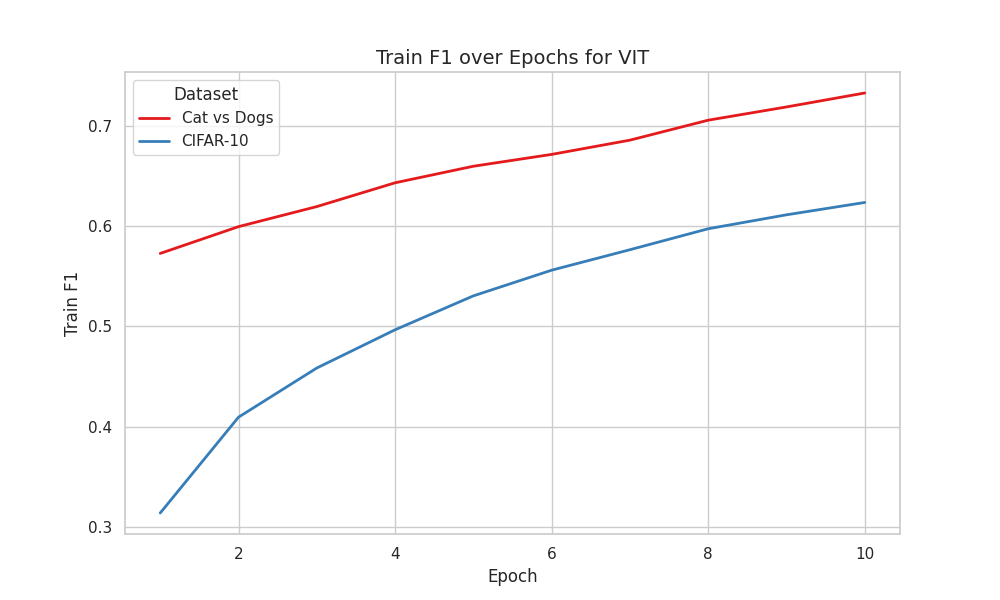 Train F1 over Epochs for VIT
Dataset
Cat vs Dogs
CIFAR-10
0.7
0.6
0.5
0.4
0.3
Train F1
2 4 6 8 10
Epoch